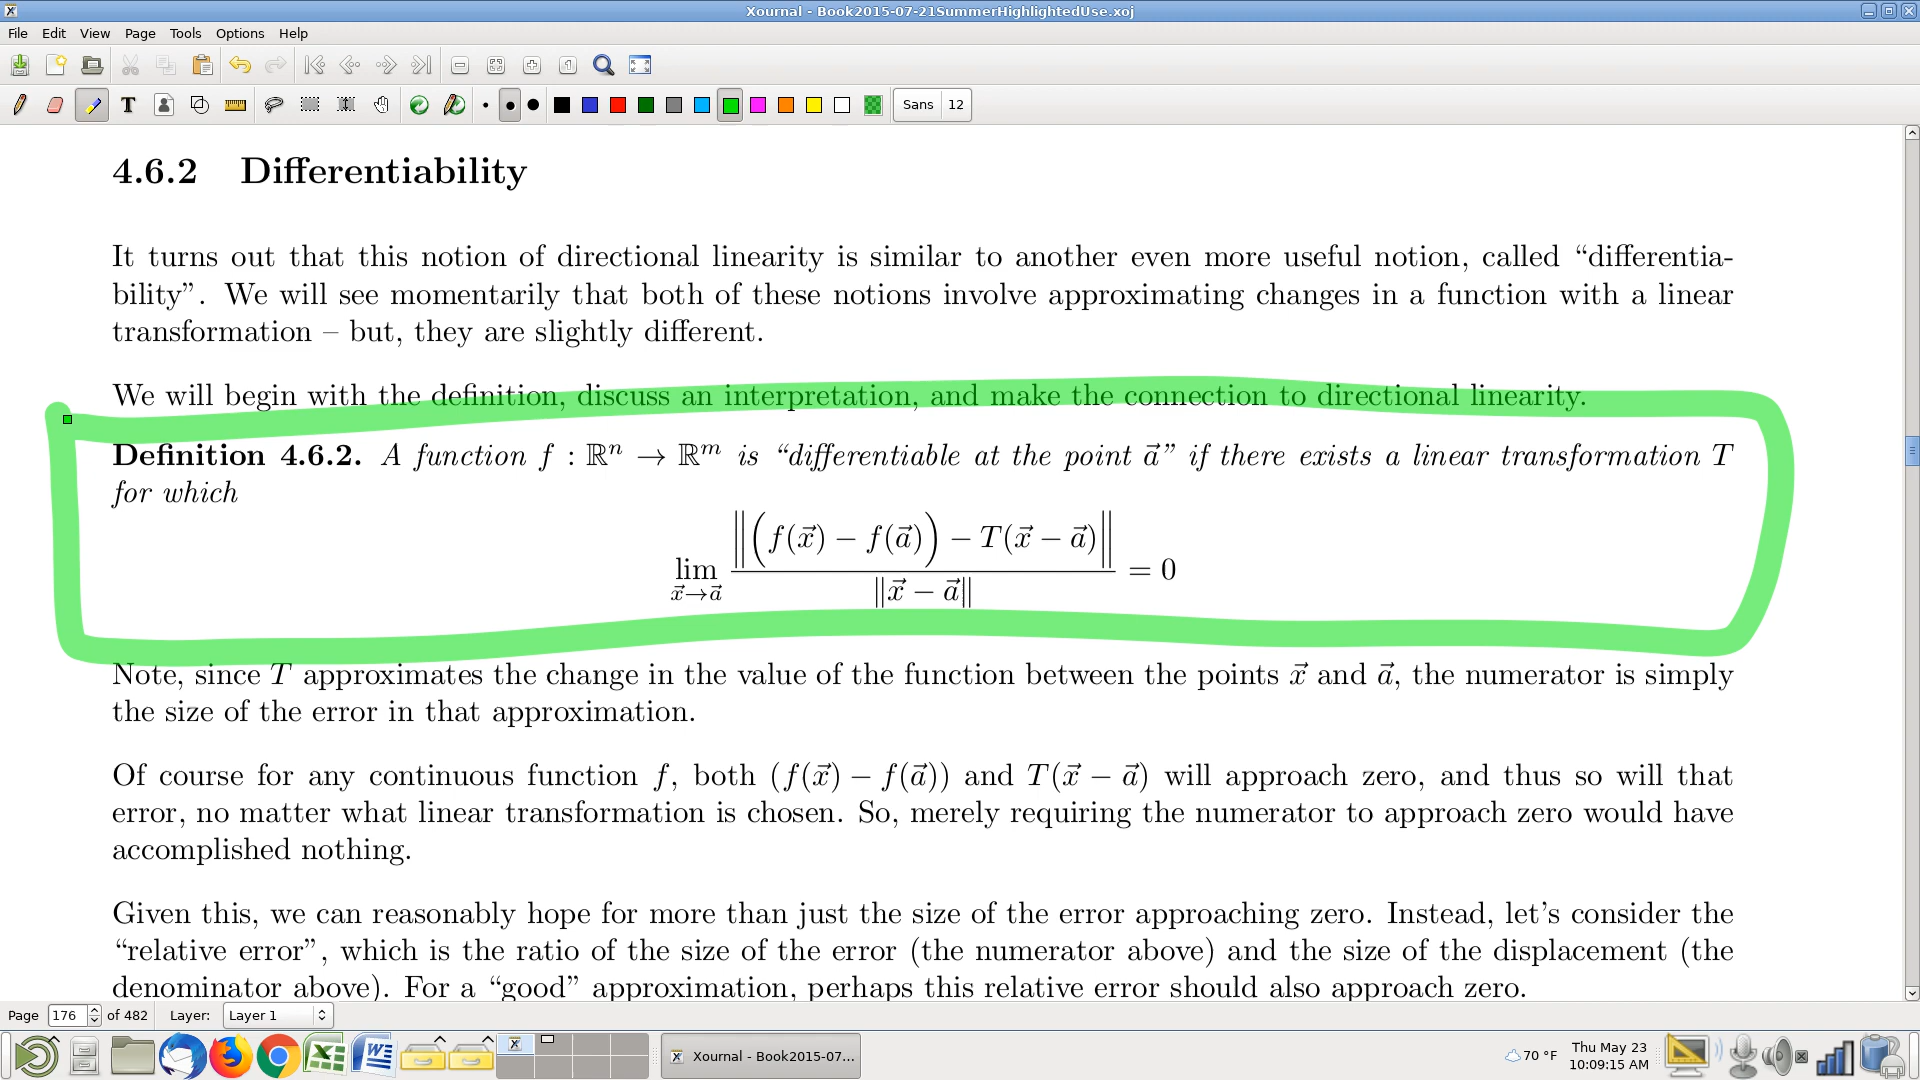 Xournal - Book2015-07-21SummerHighlightedUse.xoj
File Edit View Page Tools Options Help
Sans 12
4.6.2 Differentiability
It turns out that this notion of directional linearity is similar to another even more useful notion, called “differentia-
bility”. We will see momentarily that both of these notions involve approximating changes in a function with a linear
transformation – but, they are slightly different.
We will begin with the definition, discuss an interpretation, and make the connection to directional linearity.
Definition 4.6.2. A function f : ℝⁿ → ℝᵐ is “differentiable at the point a⃗” if there exists a linear transformation T
for which
lim x⃗→a⃗ ‖(f(x⃗) − f(a⃗)) − T(x⃗ − a⃗)‖ / ‖x⃗ − a⃗‖ = 0
Note, since T approximates the change in the value of the function between the points x⃗ and a⃗, the numerator is simply
the size of the error in that approximation.
Of course for any continuous function f, both (f(x⃗) − f(a⃗)) and T(x⃗ − a⃗) will approach zero, and thus so will that
error, no matter what linear transformation is chosen. So, merely requiring the numerator to approach zero would have
accomplished nothing.
Given this, we can reasonably hope for more than just the size of the error approaching zero. Instead, let’s consider the
“relative error”, which is the ratio of the size of the error (the numerator above) and the size of the displacement (the
denominator above). For a “good” approximation, perhaps this relative error should also approach zero.
Page 176 of 482 Layer: Layer 1
Xournal - Book2015-07...
70 °F
Thu May 23
10:09:15 AM